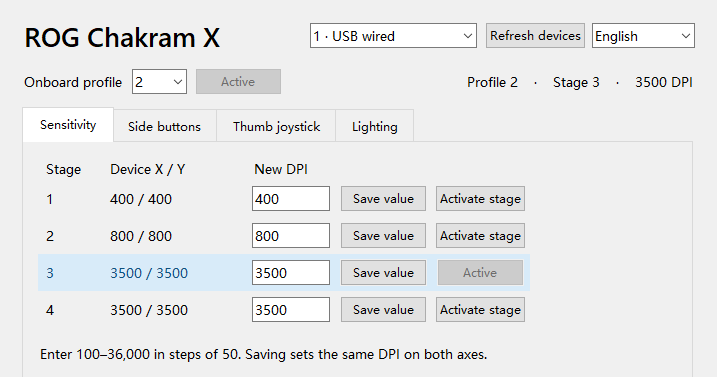 ROG Chakram X 1 · USB wired Refresh devices English
Onboard profile 2 Active Profile 2 · Stage 3 · 3500 DPI
Sensitivity Side buttons Thumb joystick Lighting
Stage Device X / Y New DPI
1 400 / 400 400 Save value Activate stage
2 800 / 800 800 Save value Activate stage
3 3500 / 3500 3500 Save value Active
4 3500 / 3500 3500 Save value Activate stage
Enter 100–36,000 in steps of 50. Saving sets the same DPI on both axes.